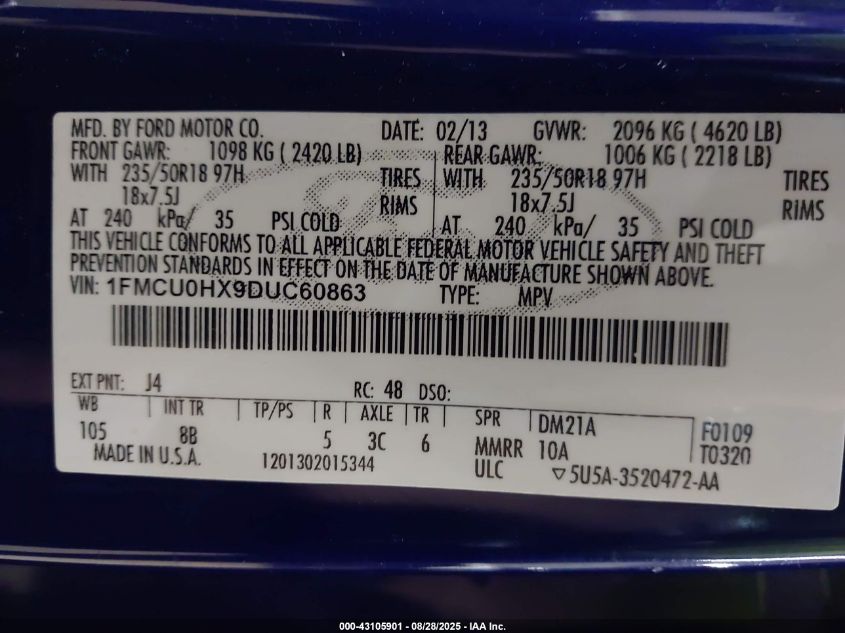 MFD. BY FORD MOTOR CO. DATE: 02/13 GVWR: 2096 KG ( 4620 LB)
FRONT GAWR: 1098 KG ( 2420 LB) REAR GAWR: 1006 KG ( 2218 LB)
WITH 235/50R18 97H TIRES WITH 235/50R18 97H TIRES
18x7.5J RIMS 18x7.5J RIMS
AT 240 kPa/ 35 PSI COLD AT 240 kPa/ 35 PSI COLD
THIS VEHICLE CONFORMS TO ALL APPLICABLE FEDERAL MOTOR VEHICLE SAFETY AND THEFT
PREVENTION STANDARDS IN EFFECT ON THE DATE OF MANUFACTURE SHOWN ABOVE.
VIN: 1FMCU0HX9DUC60863 TYPE: MPV
EXT PNT: J4 RC: 48 DSO:
WB INT TR TP/PS R AXLE TR SPR DM21A F0109
105 8B 5 3C 6 MMRR 10A T0320
MADE IN U.S.A. 1201302015344 ULC ▽5U5A-3520472-AA
000-43105901 - 08/28/2025 - IAA Inc.